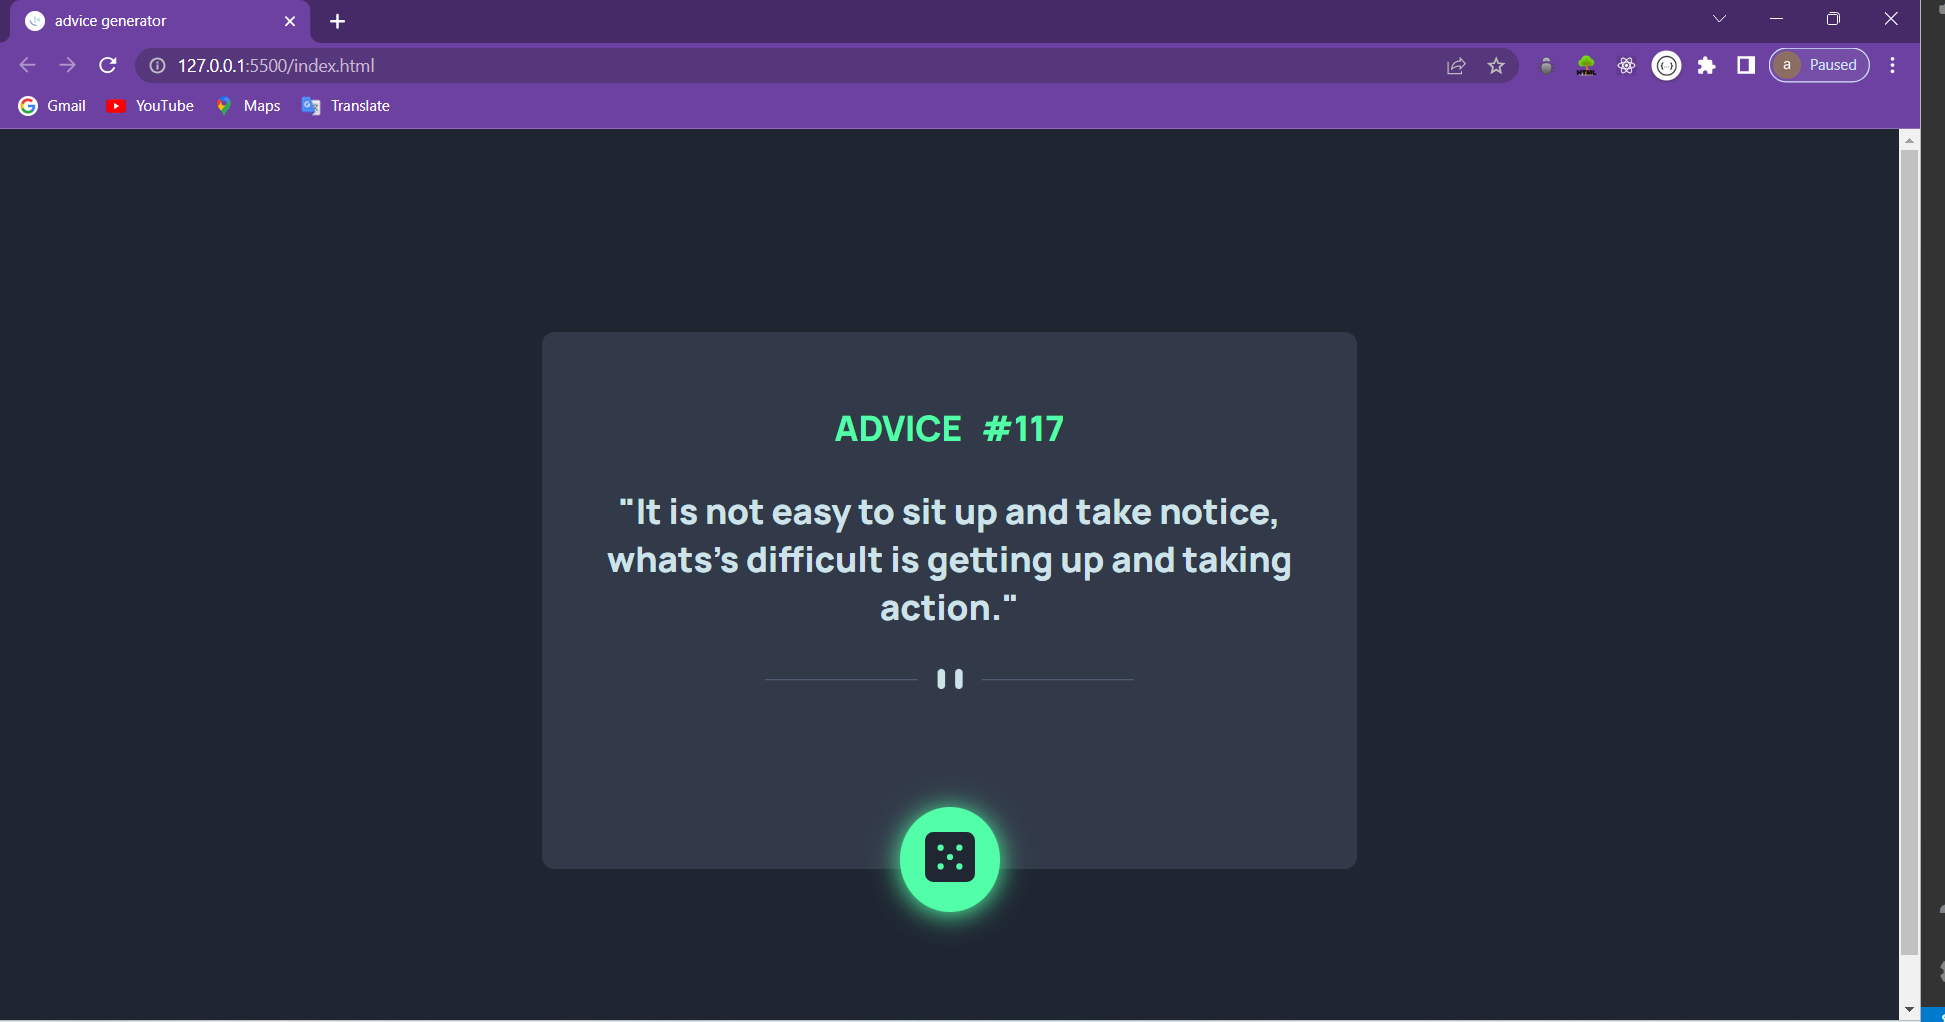 advice generator
127.0.0.1:5500/index.html
a Paused
Gmail YouTube Maps Translate
ADVICE #117
"It is not easy to sit up and take notice,
whats’s difficult is getting up and taking
action."